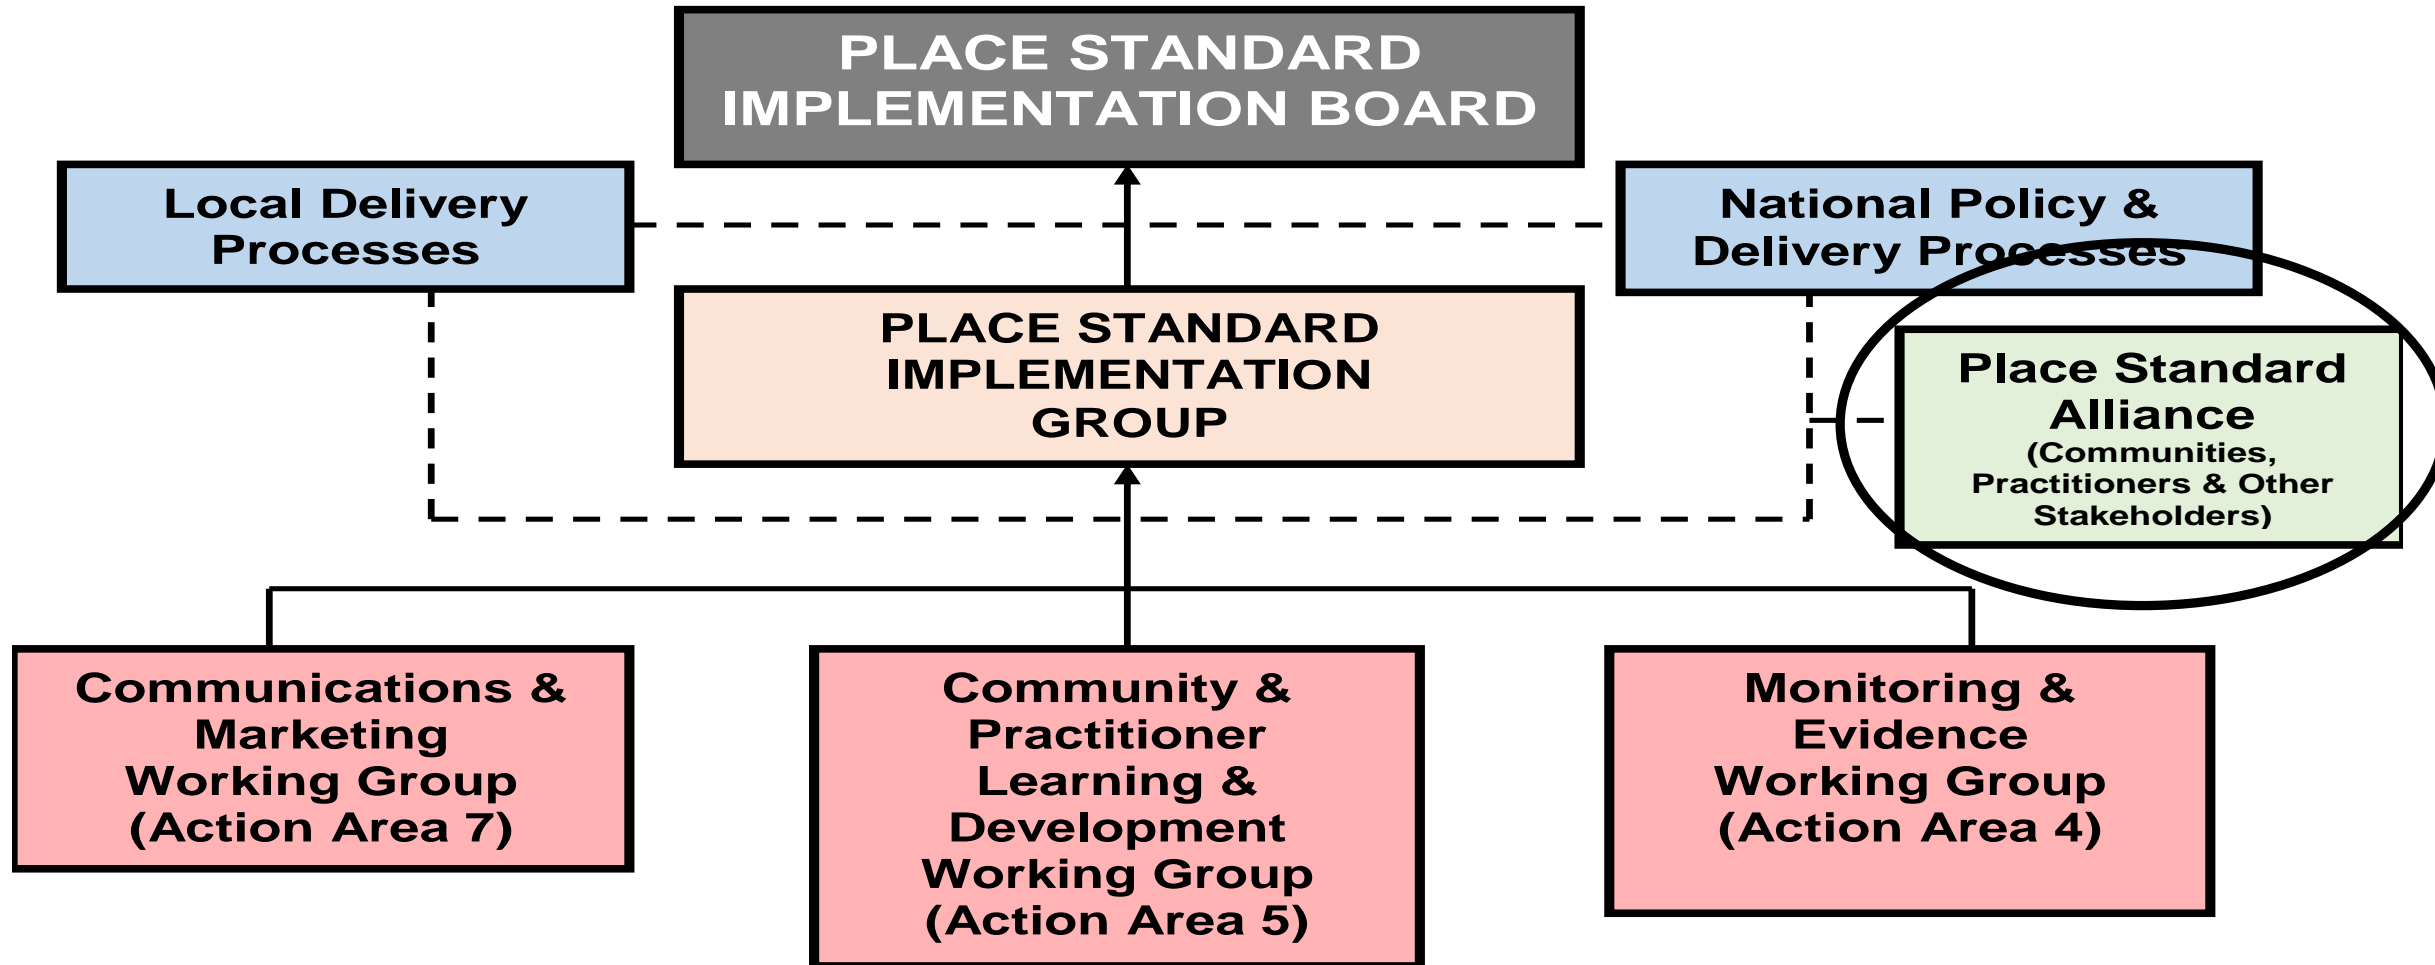 PLACE STANDARD
IMPLEMENTATION BOARD
Local Delivery
Processes
National Policy &
Delivery Processes
PLACE STANDARD
IMPLEMENTATION
GROUP
Place Standard
Alliance
(Communities,
Practitioners & Other
Stakeholders)
Communications &
Marketing
Working Group
(Action Area 7)
Community &
Practitioner
Learning &
Development
Working Group
(Action Area 5)
Monitoring &
Evidence
Working Group
(Action Area 4)